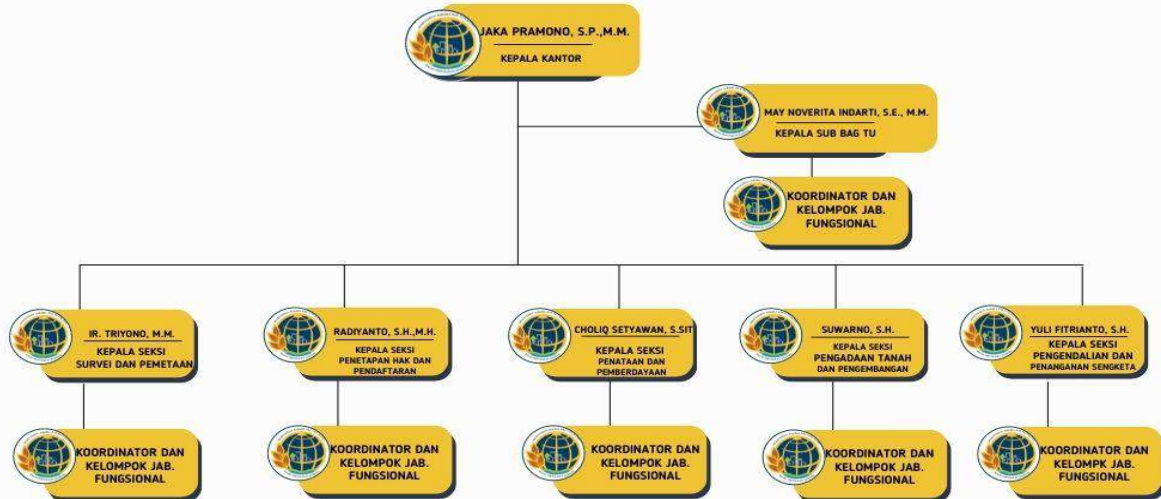 JAKA PRAMONO, S.P.,M.M.
KEPALA KANTOR
MAY NOVERITA INDARTI, S.E., M.M.
KEPALA SUB BAG TU
KOORDINATOR DAN
KELOMPOK JAB.
FUNGSIONAL
IR. TRIYONO, M.M.
KEPALA SEKSI
SURVEI DAN PEMETAAN
RADIYANTO, S.H.,M.H.
KEPALA SEKSI
PENETAPAN HAK DAN
PENDAFTARAN
CHOLIQ SETYAWAN, S.SIT
KEPALA SEKSI
PENATAAN DAN
PEMBERDAYAAN
SUWARNO, S.H.
KEPALA SEKSI
PENGADAAN TANAH
DAN PENGEMBANGAN
YULI FITRIANTO, S.H.
KEPALA SEKSI
PENGENDALIAN DAN
PENANGANAN SENGKETA
KOORDINATOR DAN
KELOMPOK JAB.
FUNGSIONAL
KOORDINATOR DAN
KELOMPOK JAB.
FUNGSIONAL
KOORDINATOR DAN
KELOMPOK JAB.
FUNGSIONAL
KOORDINATOR DAN
KELOMPOK JAB.
FUNGSIONAL
KOORDINATOR DAN
KELOMPK JAB.
FUNGSIONAL